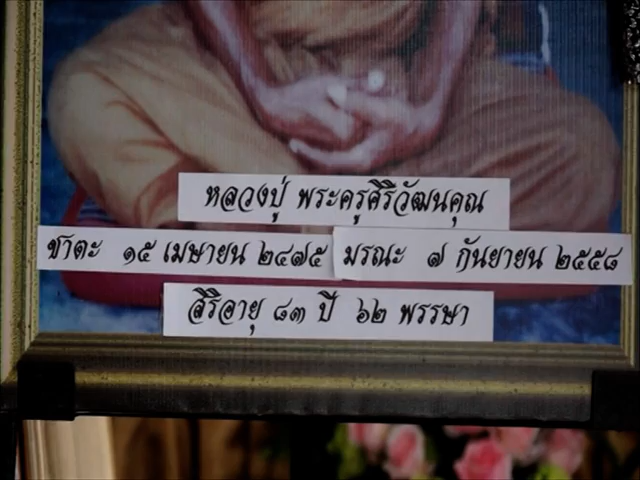 หลวงปู่ พระครูศิริวัฒนคุณ
ชาตะ ๑๕ เมษายน ๒๔๗๕ มรณะ ๗ กันยายน ๒๕๕๘
สิริอายุ ๘๓ ปี ๖๒ พรรษา